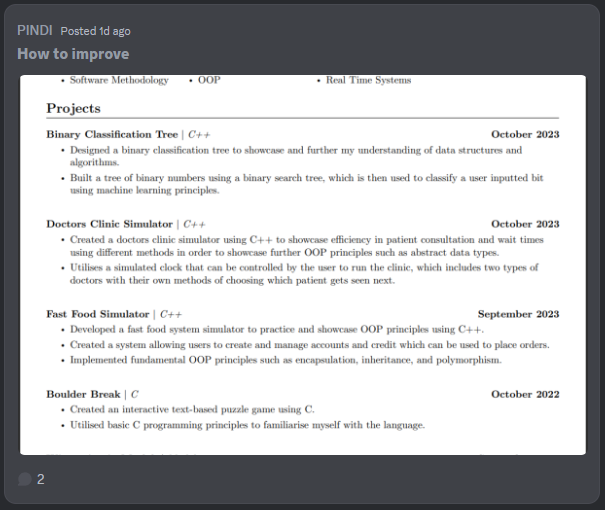 PINDI Posted 1d ago
How to improve
• Software Methodology • OOP • Real Time Systems
Projects
Binary Classification Tree | C++ October 2023
• Designed a binary classification tree to showcase and further my understanding of data structures and
algorithms.
• Built a tree of binary numbers using a binary search tree, which is then used to classify a user inputted bit
using machine learning principles.
Doctors Clinic Simulator | C++ October 2023
• Created a doctors clinic simulator using C++ to showcase efficiency in patient consultation and wait times
using different methods in order to showcase further OOP principles such as abstract data types.
• Utilises a simulated clock that can be controlled by the user to run the clinic, which includes two types of
doctors with their own methods of choosing which patient gets seen next.
Fast Food Simulator | C++ September 2023
• Developed a fast food system simulator to practice and showcase OOP principles using C++.
• Created a system allowing users to create and manage accounts and credit which can be used to place orders.
• Implemented fundamental OOP principles such as encapsulation, inheritance, and polymorphism.
Boulder Break | C October 2022
• Created an interactive text-based puzzle game using C.
• Utilised basic C programming principles to familiarise myself with the language.
2